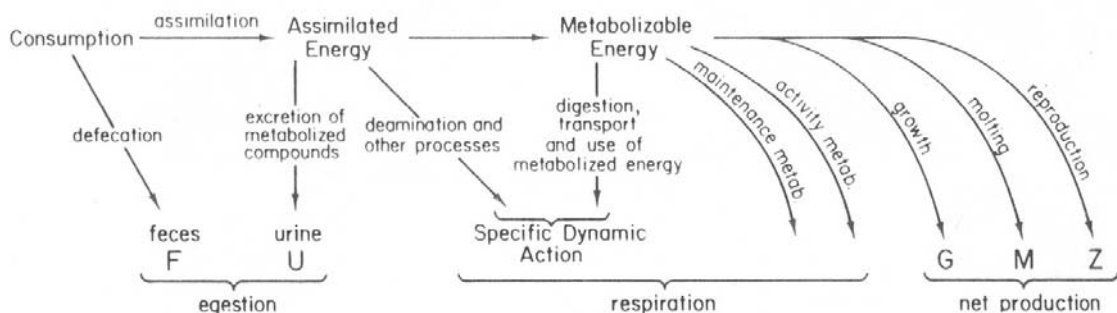 Consumption
assimilation
Assimilated
Energy
Metabolizable
Energy
defecation
excretion of
metabolized
compounds
deamination and
other processes
digestion,
transport
and use of
metabolized energy
maintenance metab.
activity metab.
growth
molting
reproduction
feces
F
urine
U
Specific Dynamic
Action
G
M
Z
egestion
respiration
net production